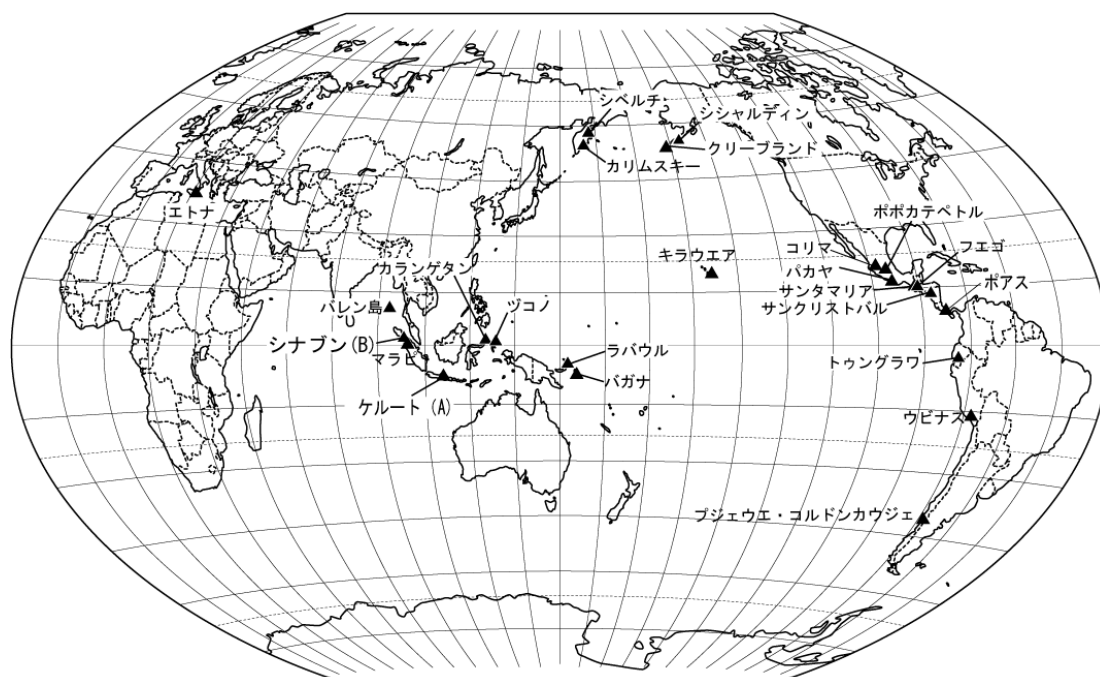 シベルチ
シシャルディン
クリーブランド
カリムスキー
エトナ
ポポカテペトル
コリマ
フエゴ
キラウエア
カランゲタン
パカヤ
ポアス
サンタマリア
サンクリストバル
バレン島
ヅコノ
シナブン(B)
マラピ
ラバウル
トゥングラワ
バガナ
ケルート (A)
ウビナス
プジェウエ・コルドンカウジェ